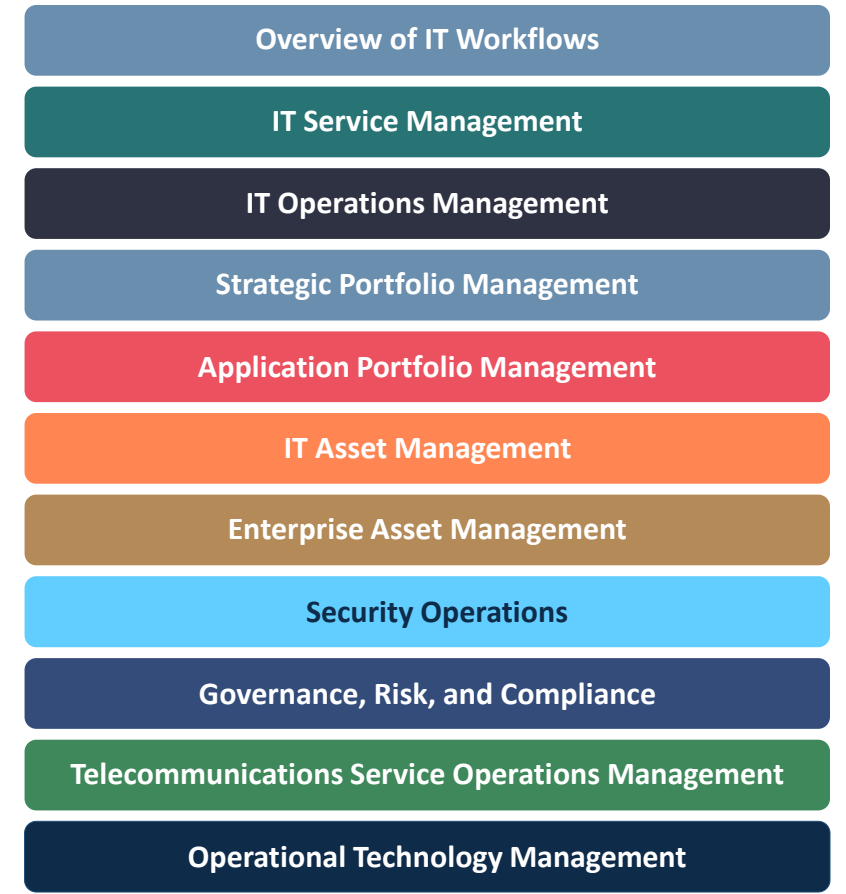 Overview of IT Workflows
IT Service Management
IT Operations Management
Strategic Portfolio Management
Application Portfolio Management
IT Asset Management
Enterprise Asset Management
Security Operations
Governance, Risk, and Compliance
Telecommunications Service Operations Management
Operational Technology Management